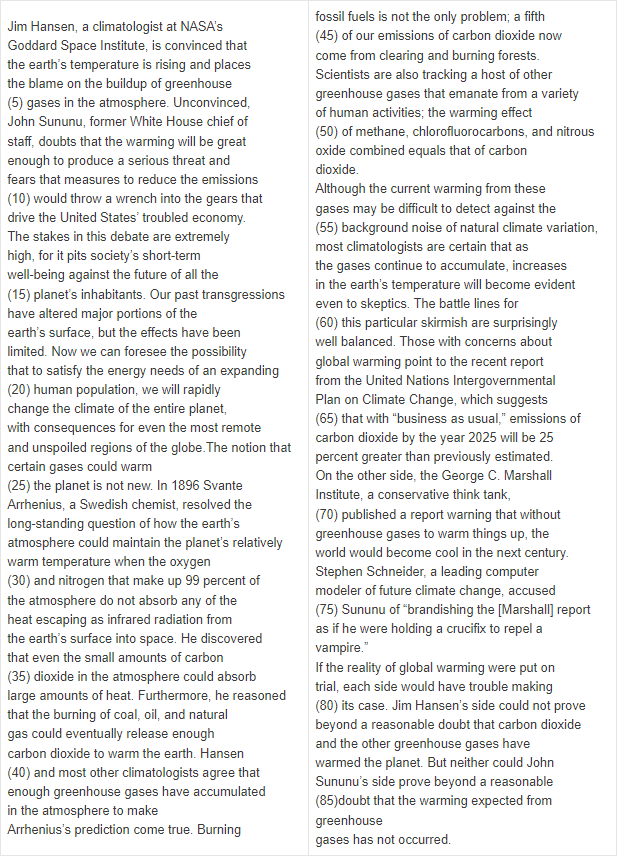 Jim Hansen, a climatologist at NASA's
Goddard Space Institute, is convinced that
the earth's temperature is rising and places
the blame on the buildup of greenhouse
(5) gases in the atmosphere. Unconvinced,
John Sununu, former White House chief of
staff, doubts that the warming will be great
enough to produce a serious threat and
fears that measures to reduce the emissions
(10) would throw a wrench into the gears that
drive the United States' troubled economy.
The stakes in this debate are extremely
high, for it pits society's short-term
well-being against the future of all the
(15) planet's inhabitants. Our past transgressions
have altered major portions of the
earth's surface, but the effects have been
limited. Now we can foresee the possibility
that to satisfy the energy needs of an expanding
(20) human population, we will rapidly
change the climate of the entire planet,
with consequences for even the most remote
and unspoiled regions of the globe.The notion that
certain gases could warm
(25) the planet is not new. In 1896 Svante
Arrhenius, a Swedish chemist, resolved the
long-standing question of how the earth's
atmosphere could maintain the planet's relatively
warm temperature when the oxygen
(30) and nitrogen that make up 99 percent of
the atmosphere do not absorb any of the
heat escaping as infrared radiation from
the earth's surface into space. He discovered
that even the small amounts of carbon
(35) dioxide in the atmosphere could absorb
large amounts of heat. Furthermore, he reasoned
that the burning of coal, oil, and natural
gas could eventually release enough
carbon dioxide to warm the earth. Hansen
(40) and most other climatologists agree that
enough greenhouse gases have accumulated
in the atmosphere to make
Arrhenius's prediction come true. Burning
fossil fuels is not the only problem; a fifth
(45) of our emissions of carbon dioxide now
come from clearing and burning forests.
Scientists are also tracking a host of other
greenhouse gases that emanate from a variety
of human activities; the warming effect
(50) of methane, chlorofluorocarbons, and nitrous
oxide combined equals that of carbon
dioxide.
Although the current warming from these
gases may be difficult to detect against the
(55) background noise of natural climate variation,
most climatologists are certain that as
the gases continue to accumulate, increases
in the earth's temperature will become evident
even to skeptics. The battle lines for
(60) this particular skirmish are surprisingly
well balanced. Those with concerns about
global warming point to the recent report
from the United Nations Intergovernmental
Plan on Climate Change, which suggests
(65) that with “business as usual,” emissions of
carbon dioxide by the year 2025 will be 25
percent greater than previously estimated.
On the other side, the George C. Marshall
Institute, a conservative think tank,
(70) published a report warning that without
greenhouse gases to warm things up, the
world would become cool in the next century.
Stephen Schneider, a leading computer
modeler of future climate change, accused
(75) Sununu of “brandishing the [Marshall] report
as if he were holding a crucifix to repel a
vampire.”
If the reality of global warming were put on
trial, each side would have trouble making
(80) its case. Jim Hansen's side could not prove
beyond a reasonable doubt that carbon dioxide
and the other greenhouse gases have
warmed the planet. But neither could John
Sununu's side prove beyond a reasonable
(85)doubt that the warming expected from
greenhouse
gases has not occurred.